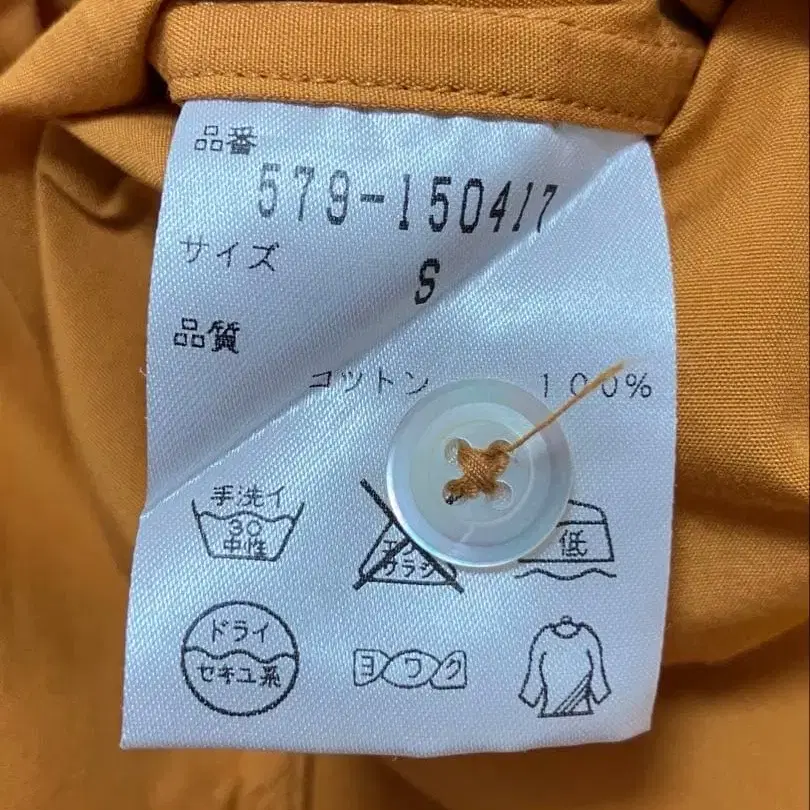 品番
579-150417
サイズ
S
品質
コットン 100%
手洗イ
30
中性
低
ドライ
セキユ系
ヨワク